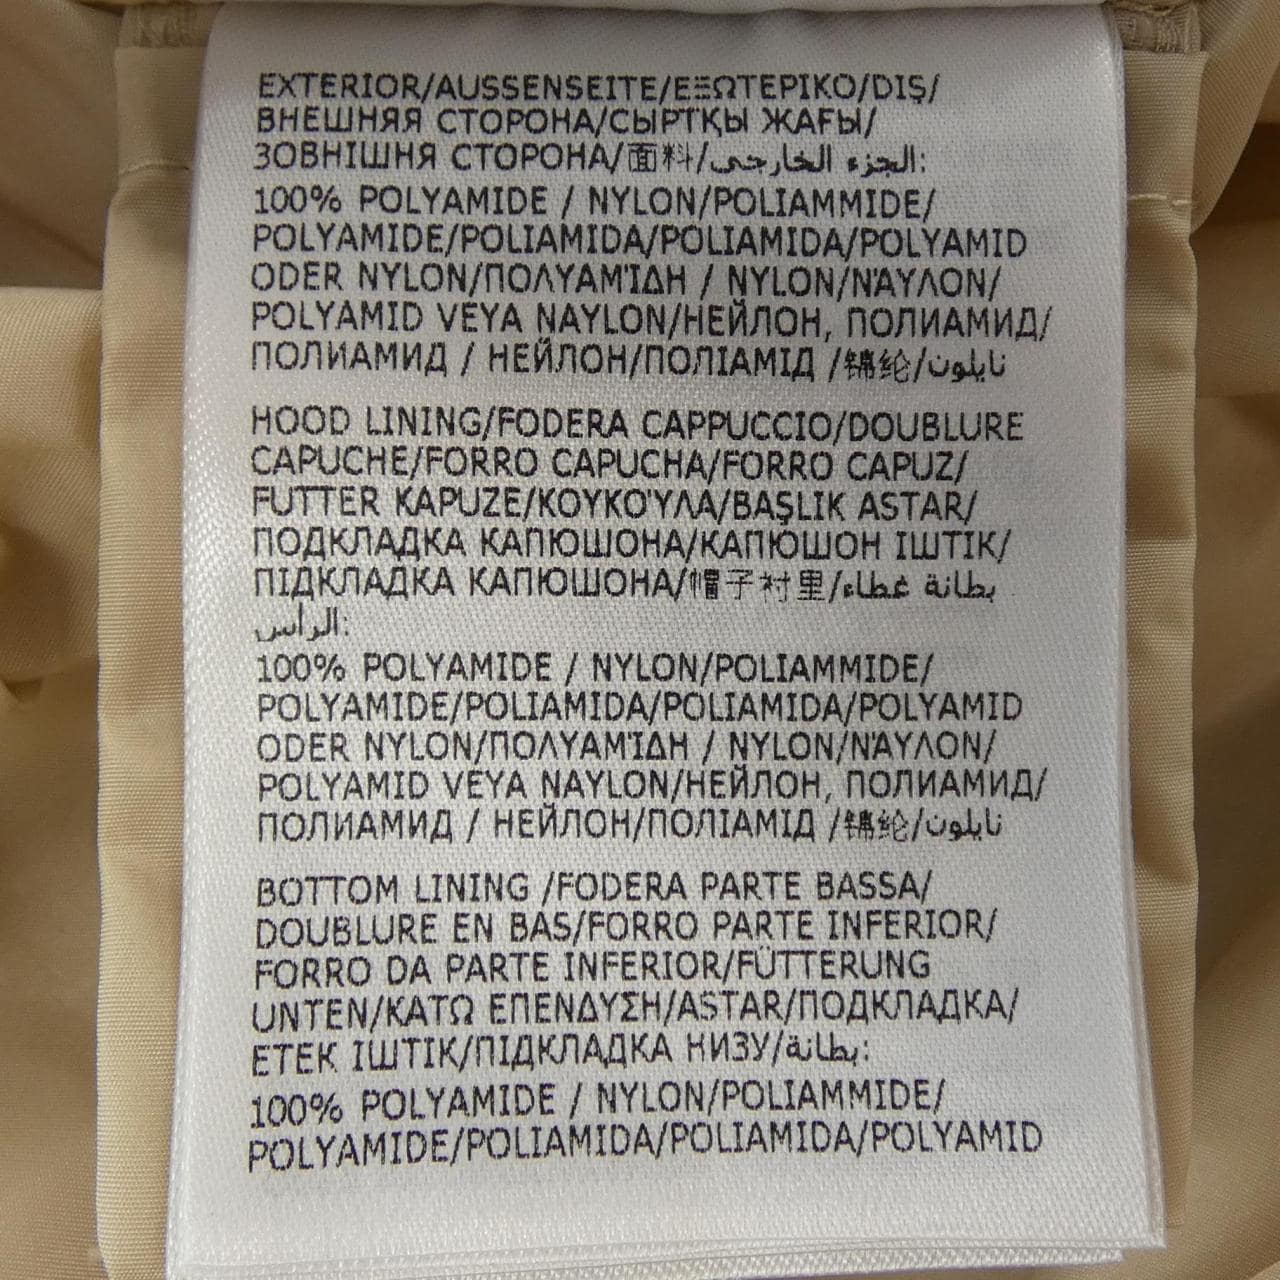 EXTERIOR/AUSSENSEITE/ΕΞΩΤΕΡΙΚΟ/DIŞ/
ВНЕШНЯЯ СТОРОНА/СЫРТҚЫ ЖАҒЫ/
ЗОВНІШНЯ СТОРОНА/面料/الجزء الخارجي:
100% POLYAMIDE / NYLON/POLIAMMIDE/
POLYAMIDE/POLIAMIDA/POLIAMIDA/POLYAMID
ODER NYLON/ΠΟΛΥΑΜΊΔΗ / NYLON/ΝΆΥΛΟΝ/
POLYAMID VEYA NAYLON/НЕЙЛОН, ПОЛИАМИД/
ПОЛИАМИД / НЕЙЛОН/ПОЛІАМІД /锦纶/نايلون
HOOD LINING/FODERA CAPPUCCIO/DOUBLURE
CAPUCHE/FORRO CAPUCHA/FORRO CAPUZ/
FUTTER KAPUZE/ΚΟΥΚΟΎΛΑ/BAŞLIK ASTAR/
ПОДКЛАДКА КАПЮШОНА/КАПЮШОН ІШТІК/
ПІДКЛАДКА КАПЮШОНА/帽子衬里/بطانة غطاء
الرأس:
100% POLYAMIDE / NYLON/POLIAMMIDE/
POLYAMIDE/POLIAMIDA/POLIAMIDA/POLYAMID
ODER NYLON/ΠΟΛΥΑΜΊΔΗ / NYLON/ΝΆΥΛΟΝ/
POLYAMID VEYA NAYLON/НЕЙЛОН, ПОЛИАМИД/
ПОЛИАМИД / НЕЙЛОН/ПОЛІАМІД /锦纶/نايلون
BOTTOM LINING /FODERA PARTE BASSA/
DOUBLURE EN BAS/FORRO PARTE INFERIOR/
FORRO DA PARTE INFERIOR/FÜTTERUNG
UNTEN/ΚΑΤΩ ΕΠΕΝΔΥΣΗ/ASTAR/ПОДКЛАДКА/
ЕТЕК ІШТІК/ПІДКЛАДКА НИЗУ/بطانة:
100% POLYAMIDE / NYLON/POLIAMMIDE/
POLYAMIDE/POLIAMIDA/POLIAMIDA/POLYAMID